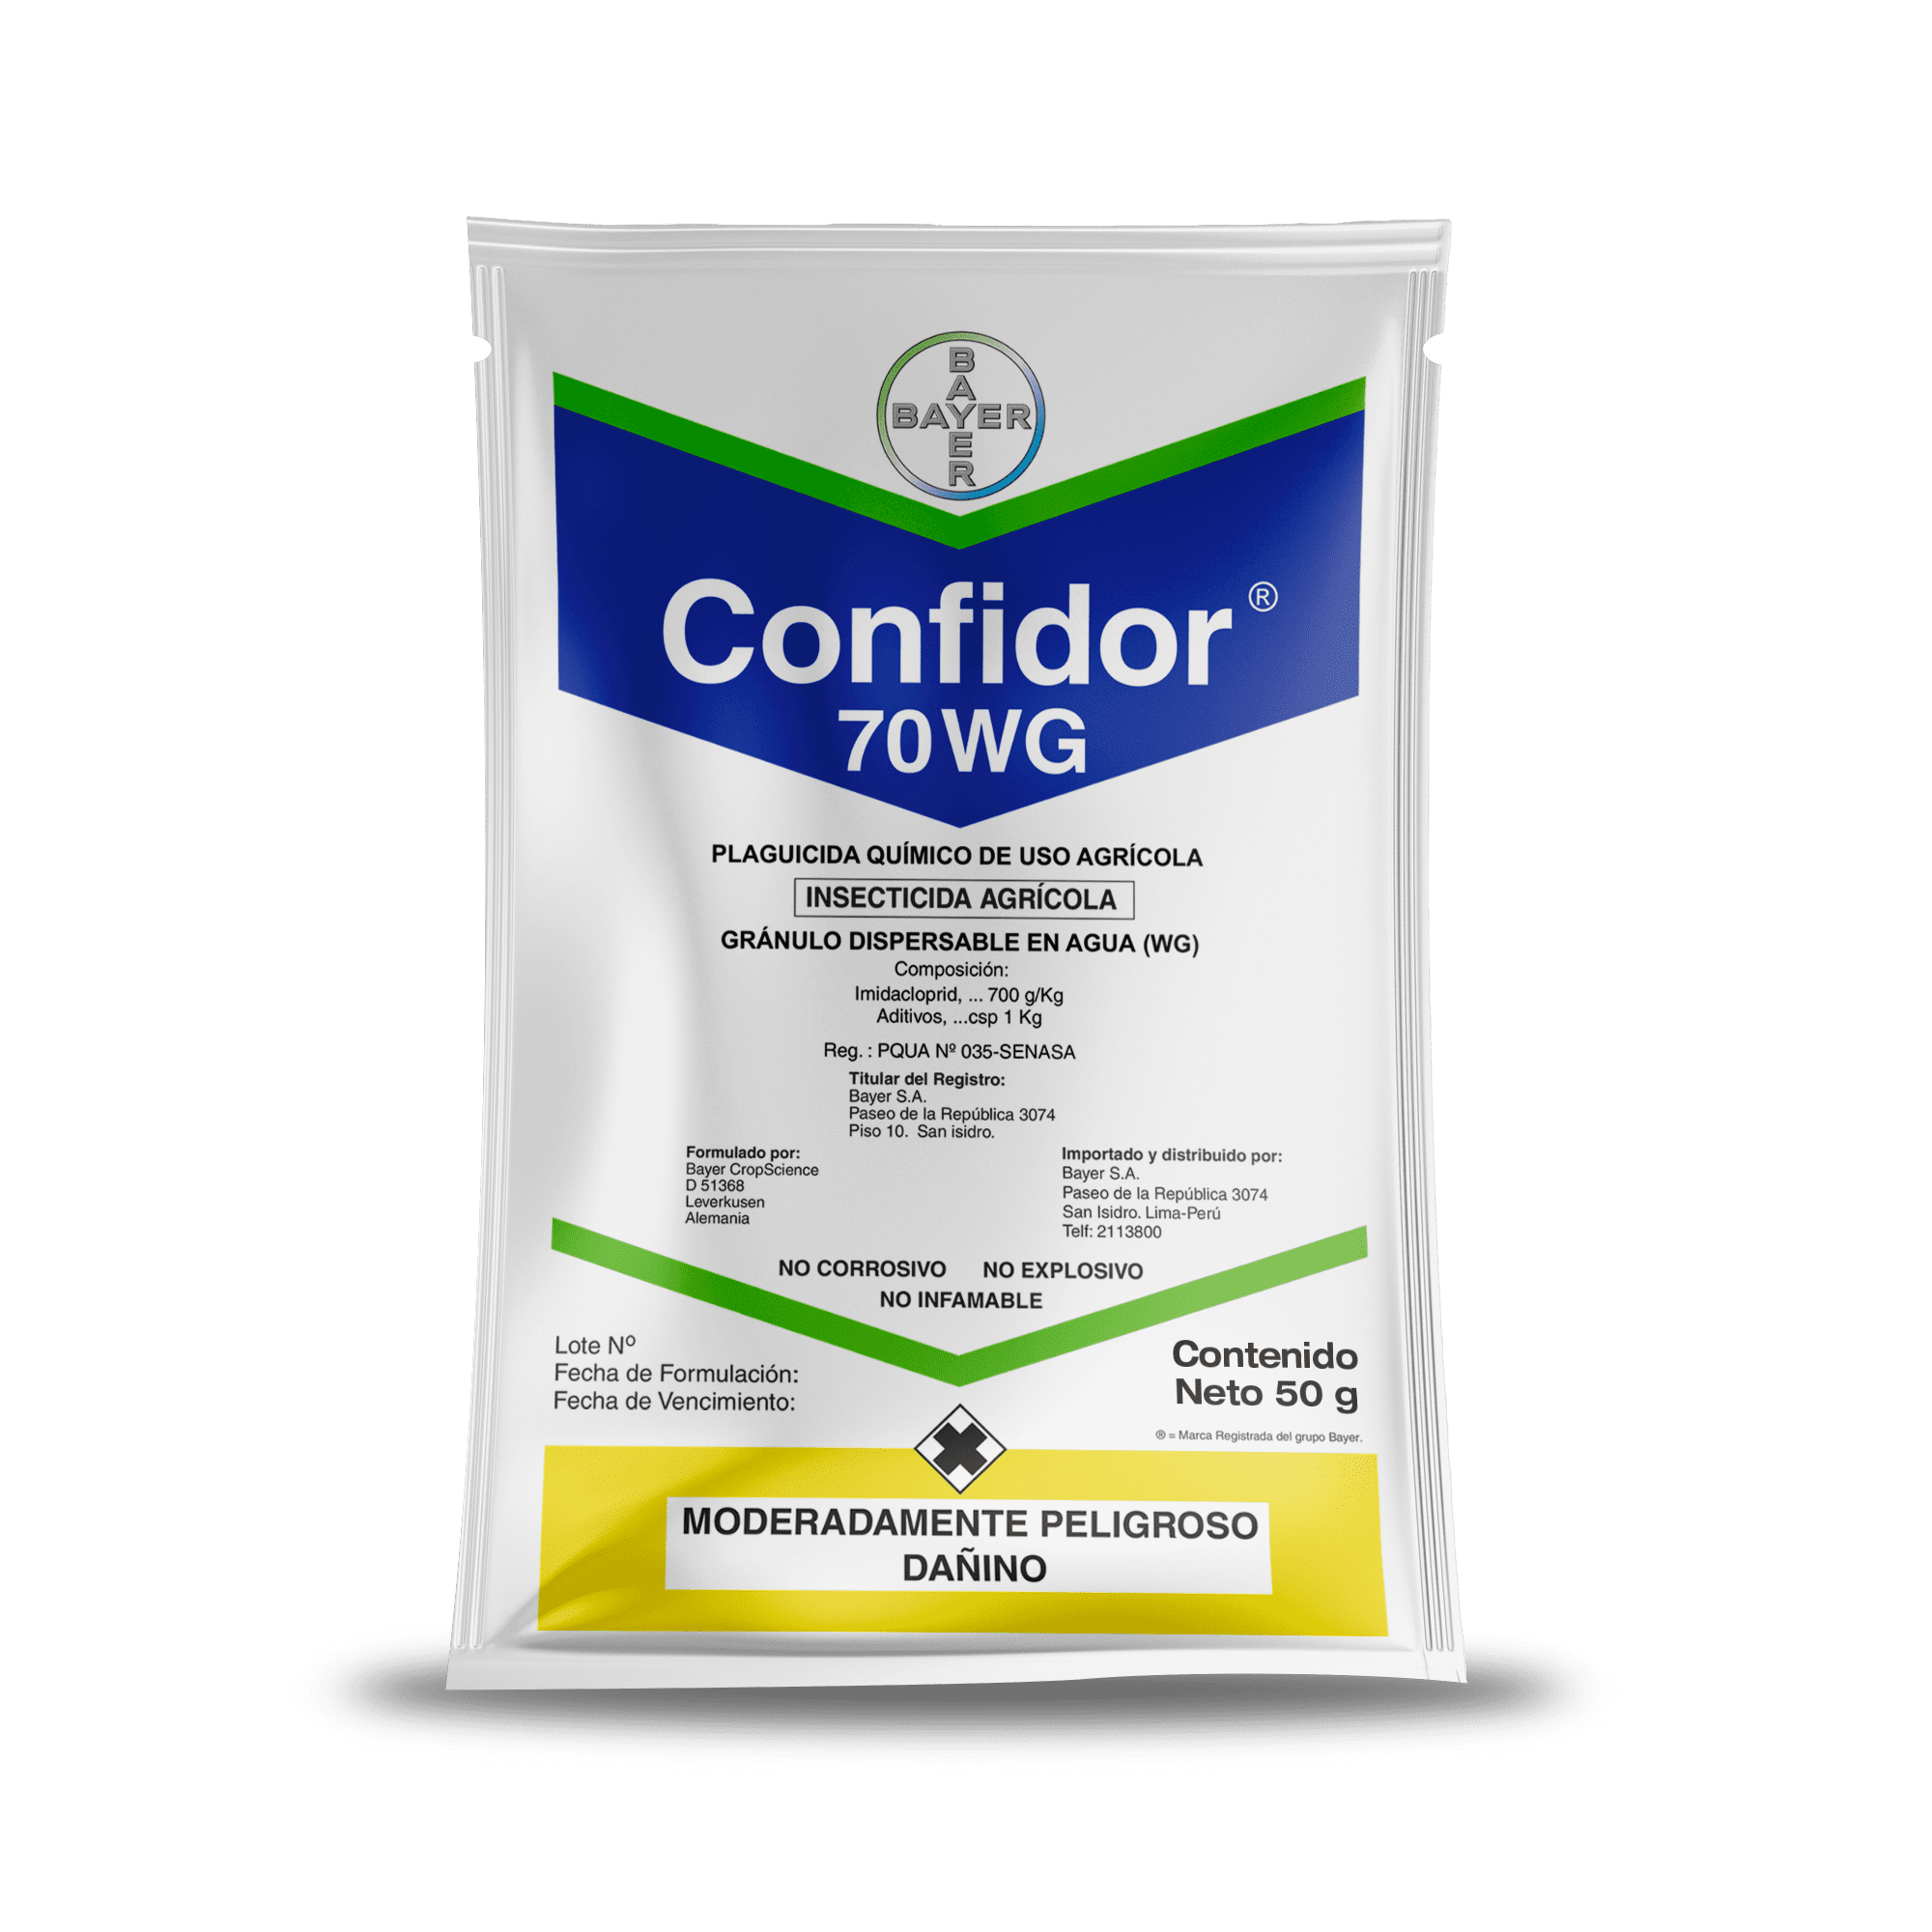 BAYER
BAYER
Confidor®
70WG
PLAGUICIDA QUÍMICO DE USO AGRÍCOLA
INSECTICIDA AGRÍCOLA
GRÁNULO DISPERSABLE EN AGUA (WG)
Composición:
Imidacloprid, ... 700 g/Kg
Aditivos, ...csp 1 Kg
Reg. : PQUA Nº 035-SENASA
Titular del Registro:
Bayer S.A.
Paseo de la República 3074
Piso 10. San isidro.
Formulado por:
Bayer CropScience
D 51368
Leverkusen
Alemania
Importado y distribuido por:
Bayer S.A.
Paseo de la República 3074
San Isidro. Lima-Perú
Telf: 2113800
NO CORROSIVO NO EXPLOSIVO
NO INFAMABLE
Lote Nº
Fecha de Formulación:
Fecha de Vencimiento:
Contenido
Neto 50 g
® = Marca Registrada del grupo Bayer.
MODERADAMENTE PELIGROSO
DAÑINO